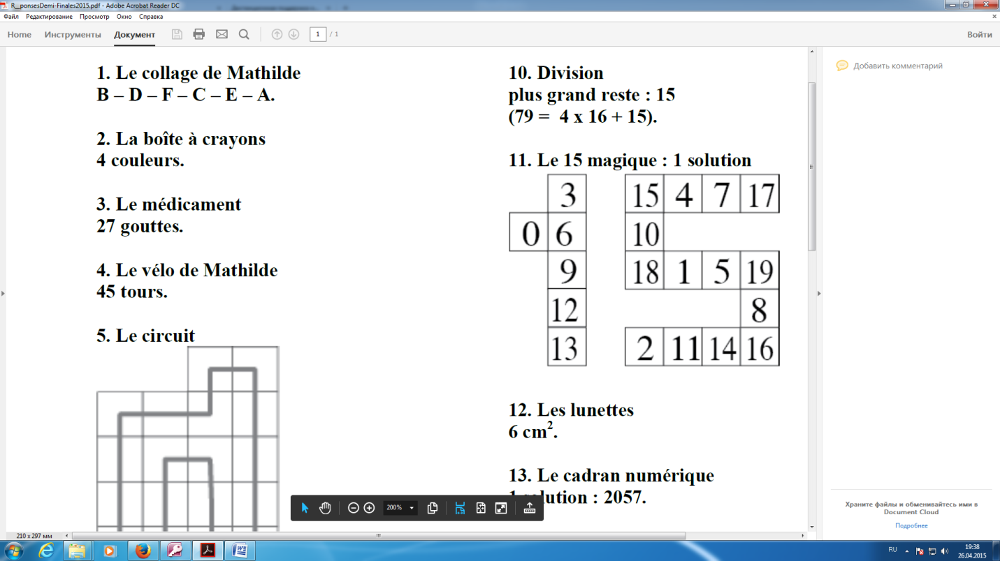 R__ponsesDemi-Finales2015.pdf - Adobe Acrobat Reader DC
Файл Редактирование Просмотр Окно Справка
Home Инструменты Документ 1 / 1 Войти
1. Le collage de Mathilde
B – D – F – C – E – A.
2. La boîte à crayons
4 couleurs.
3. Le médicament
27 gouttes.
4. Le vélo de Mathilde
45 tours.
5. Le circuit
10. Division
plus grand reste : 15
(79 = 4 x 16 + 15).
11. Le 15 magique : 1 solution
3 15 4 7 17
0 6 10
9 18 1 5 19
12 8
13 2 11 14 16
12. Les lunettes
6 cm².
13. Le cadran numérique
1 solution : 2057.
200%
Добавить комментарий
Храните файлы и обменивайтесь ими в
Document Cloud
Подробнее
210 x 297 мм
RU 19:38
26.04.2015